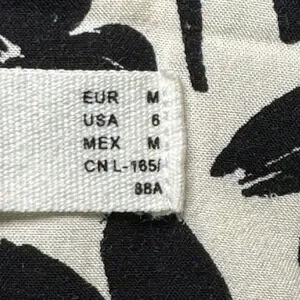 EUR M
USA 6
MEX M
CN L-165/
88A